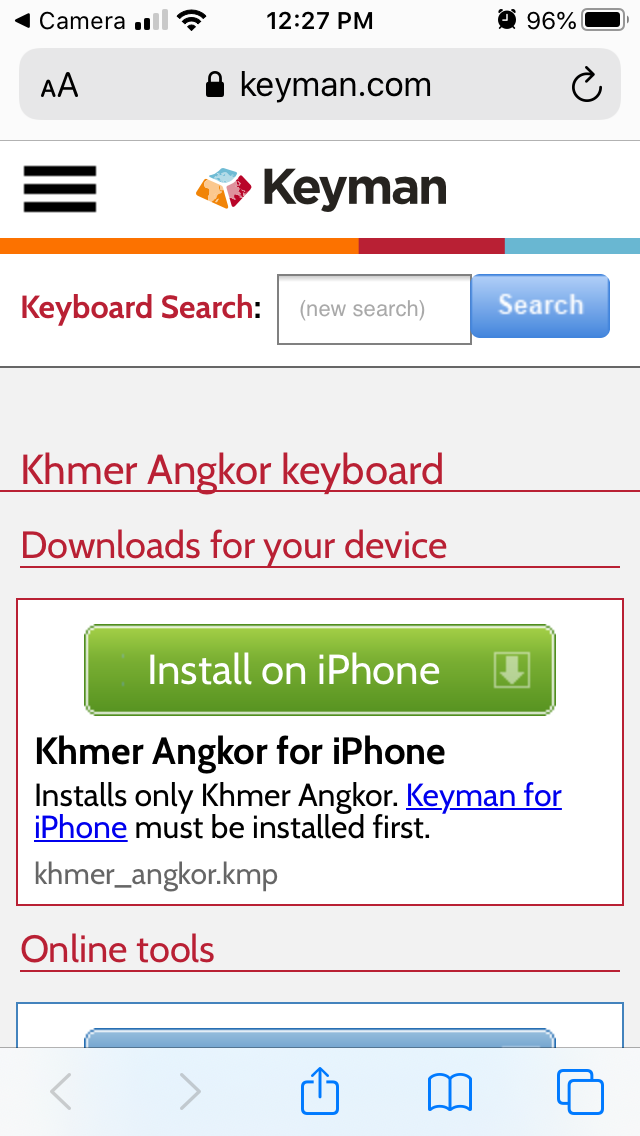 Camera 12:27 PM 96%
AA keyman.com
Keyman
Keyboard Search: (new search) Search
Khmer Angkor keyboard
Downloads for your device
Install on iPhone
Khmer Angkor for iPhone
Installs only Khmer Angkor. Keyman for
iPhone must be installed first.
khmer_angkor.kmp
Online tools